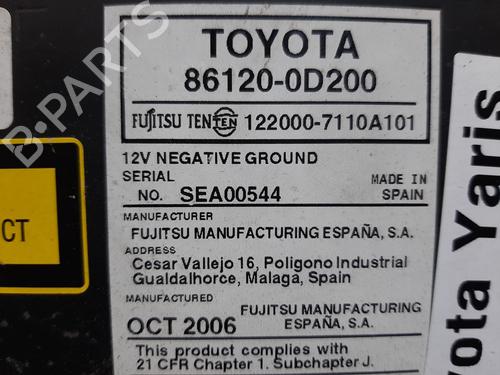 TOYOTA
86120-0D200
FUJITSU TEN TEN 122000-7110A101
12V NEGATIVE GROUND
SERIAL
NO. SEA00544
MADE IN
SPAIN
MANUFACTURER
FUJITSU MANUFACTURING ESPAÑA, S.A.
ADDRESS
Cesar Vallejo 16, Poligono Industrial
Gualdalhorce, Malaga, Spain
MANUFACTURED
OCT 2006
FUJITSU MANUFACTURING
ESPAÑA, S.A.
This product complies with
21 CFR Chapter 1. Subchapter J.
CT
yota Yaris
B-PARTS